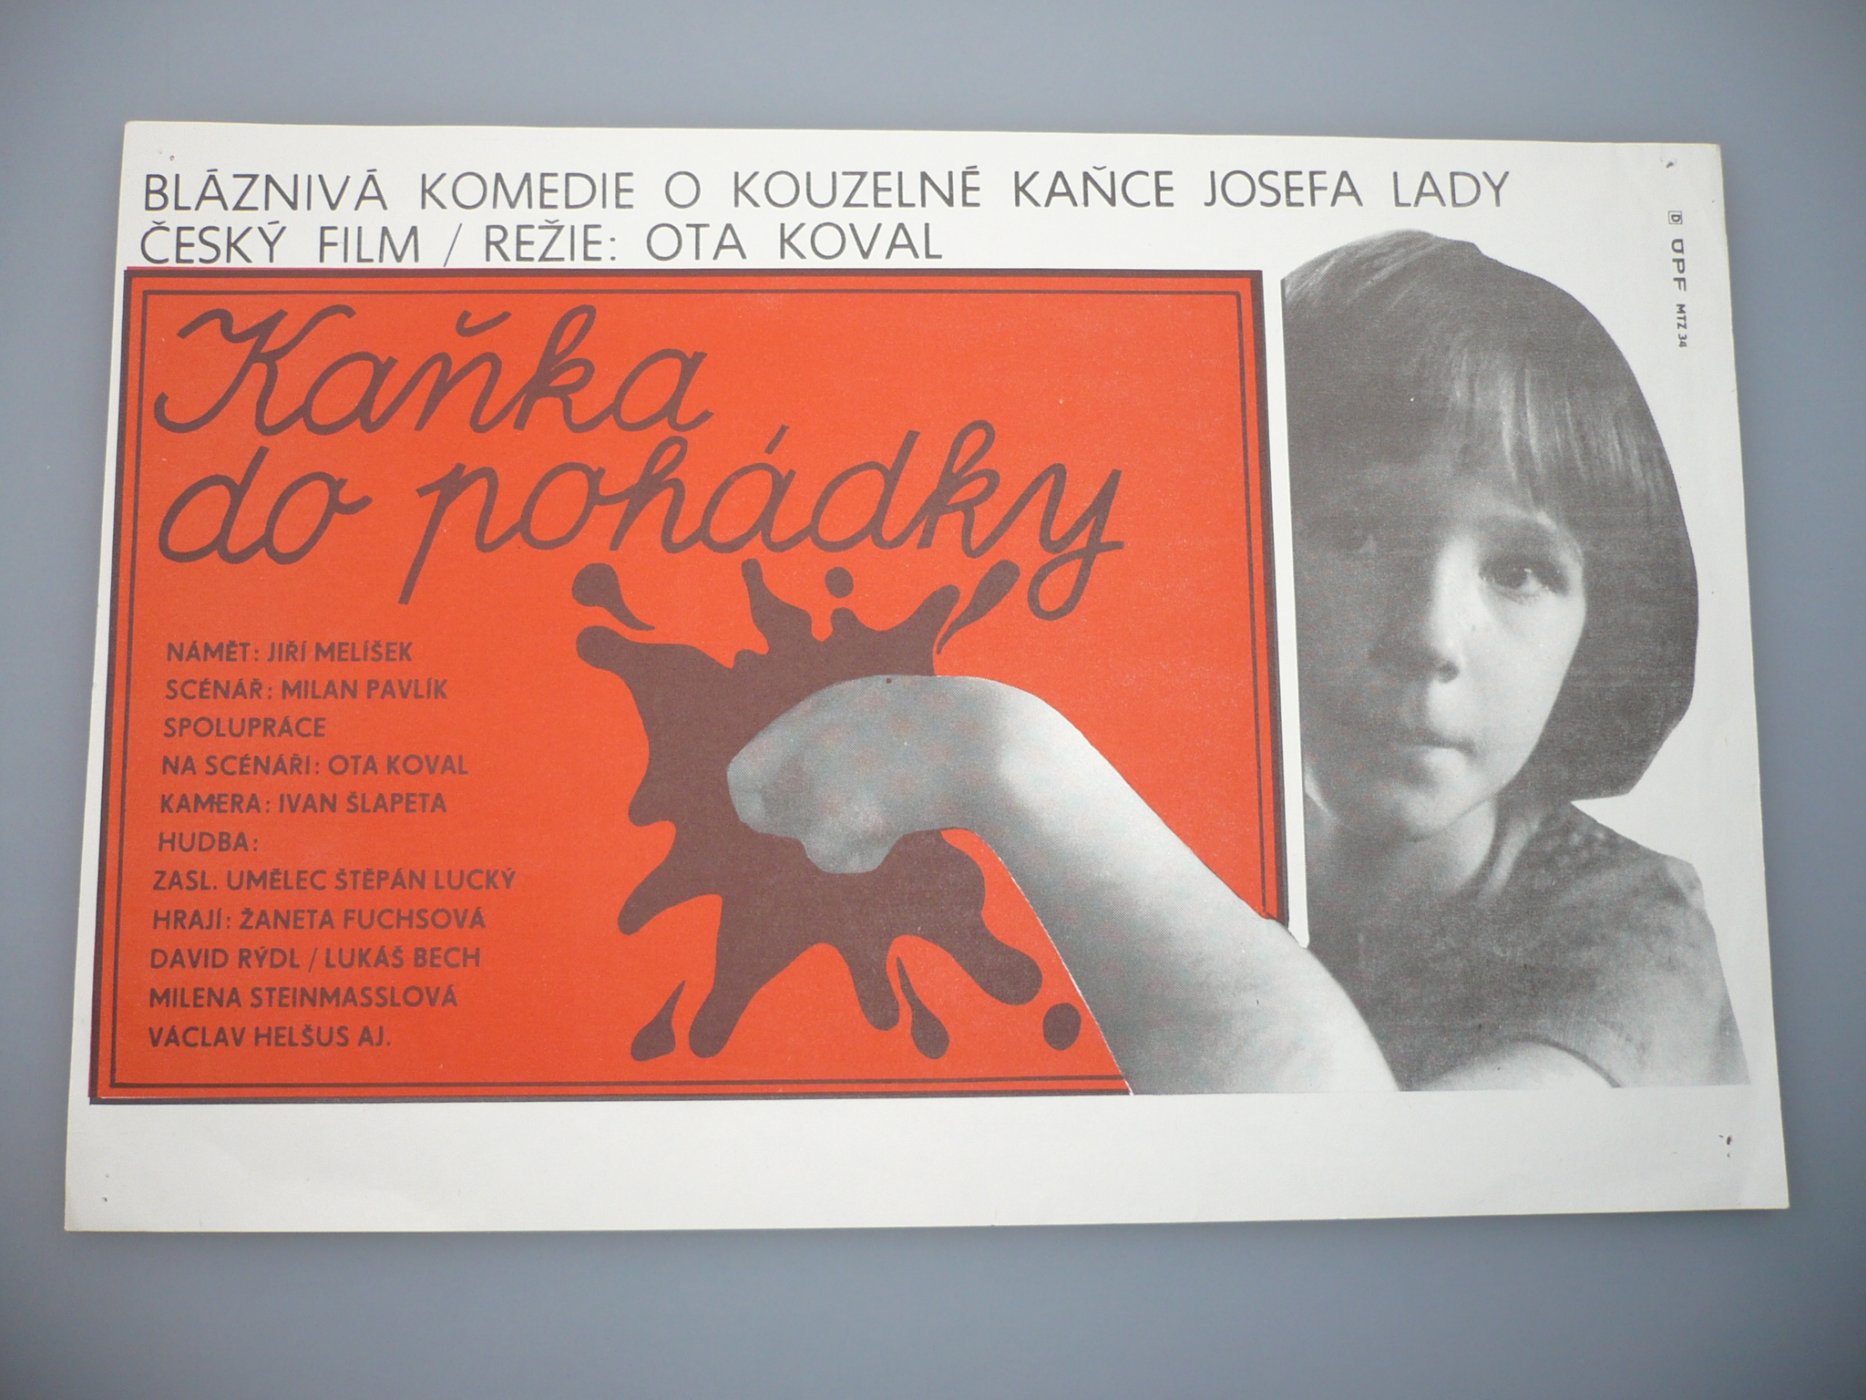 BLÁZNIVÁ KOMEDIE O KOUZELNÉ KAŇCE JOSEFA LADY
ČESKÝ FILM / REŽIE: OTA KOVAL
Kaňka
do pohádky
NÁMĚT: JIŘÍ MELÍŠEK
SCÉNÁŘ: MILAN PAVLÍK
SPOLUPRÁCE
NA SCÉNÁŘI: OTA KOVAL
KAMERA: IVAN ŠLAPETA
HUDBA:
ZASL. UMĚLEC ŠTĚPÁN LUCKÝ
HRAJÍ: ŽANETA FUCHSOVÁ
DAVID RÝDL / LUKÁŠ BECH
MILENA STEINMASSLOVÁ
VÁCLAV HELŠUS AJ.
D ÚPF MTZ 34